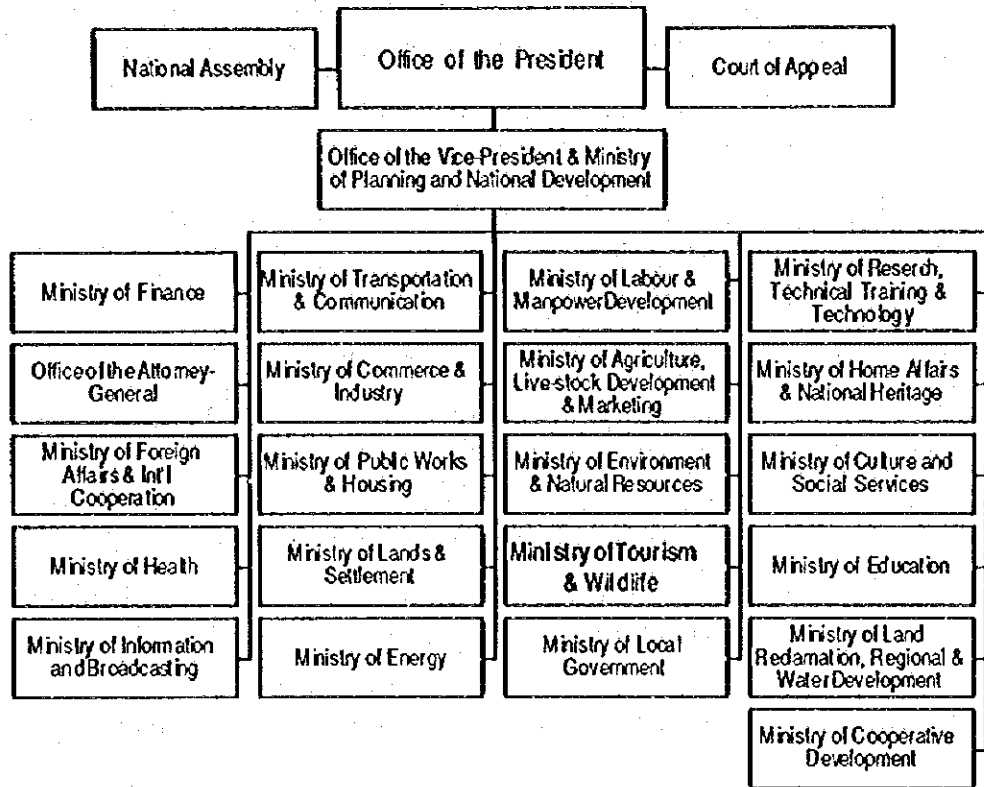 National Assembly
Office of the President
Court of Appeal
Office of the Vice-President & Ministry
of Planning and National Development
Ministry of Finance
Ministry of Transportation
& Communication
Ministry of Labour &
Manpower Development
Ministry of Reserch,
Technical Training &
Technology
Office of the Attorney-
General
Ministry of Commerce &
Industry
Ministry of Agriculture,
Live-stock Development
& Marketing
Ministry of Home Affairs
& National Heritage
Ministry of Foreign
Affairs & Int'l
Cooperation
Ministry of Public Works
& Housing
Ministry of Environment
& Natural Resources
Ministry of Culture and
Social Services
Ministry of Health
Ministry of Lands &
Settlement
Ministry of Tourism
& Wildlife
Ministry of Education
Ministry of Information
and Broadcasting
Ministry of Energy
Ministry of Local
Government
Ministry of Land
Reclamation, Regional &
Water Development
Ministry of Cooperative
Development